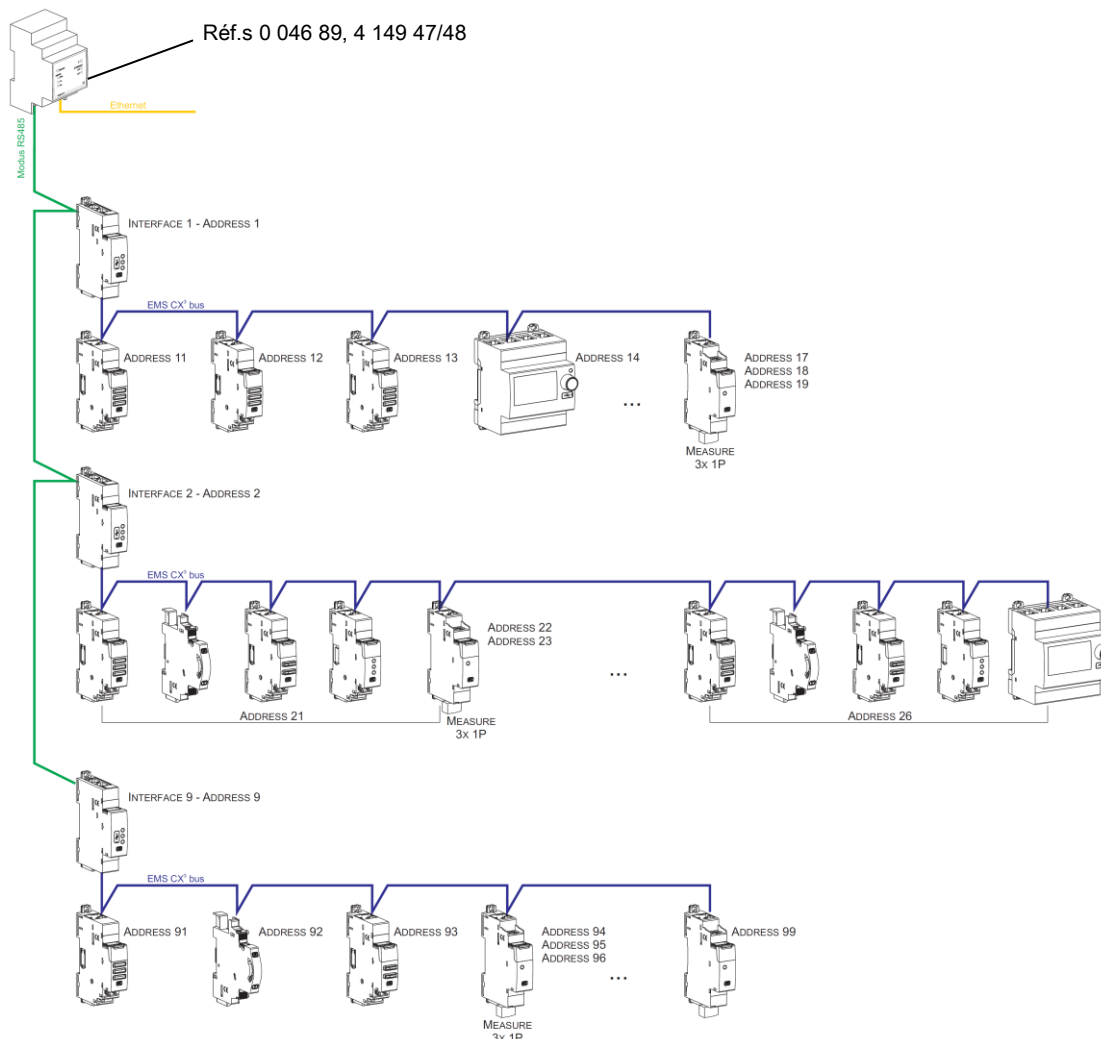 Réf.s 0 046 89, 4 149 47/48
Ethernet
Modus RS485
INTERFACE 1 - ADDRESS 1
EMS CX³ bus
ADDRESS 11
ADDRESS 12
ADDRESS 13
ADDRESS 14
ADDRESS 17
ADDRESS 18
ADDRESS 19
...
MEASURE
3X 1P
INTERFACE 2 - ADDRESS 2
EMS CX³ bus
ADDRESS 22
ADDRESS 23
...
ADDRESS 21
MEASURE
3X 1P
ADDRESS 26
INTERFACE 9 - ADDRESS 9
EMS CX³ bus
ADDRESS 91
ADDRESS 92
ADDRESS 93
ADDRESS 94
ADDRESS 95
ADDRESS 96
ADDRESS 99
...
MEASURE
3X 1P